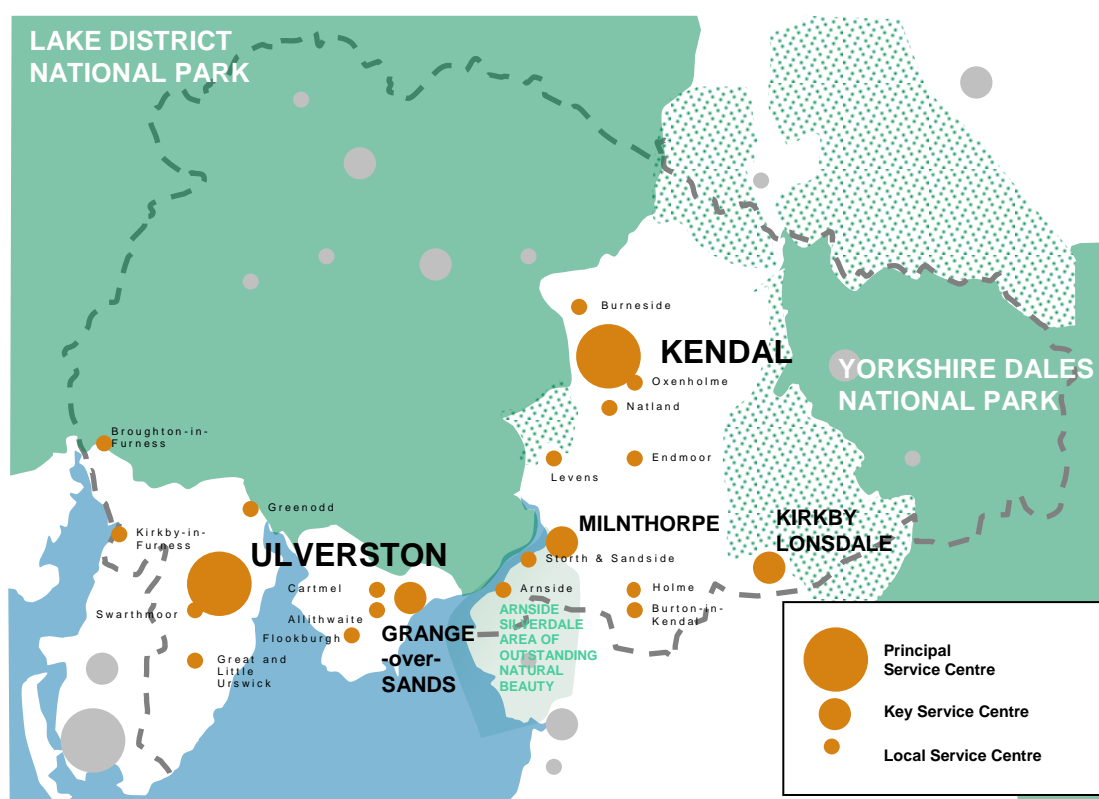 LAKE DISTRICT
NATIONAL PARK
Burneside
KENDAL
Oxenholme
YORKSHIRE DALES
NATIONAL PARK
Natland
Broughton-in-
Furness
Endmoor
Levens
Greenodd
MILNTHORPE
KIRKBY
LONSDALE
Kirkby-in-
Furness
ULVERSTON
Storth & Sandside
Cartmel
Arnside
Holme
Swarthmoor
Allithwaite
ARNSIDE
SILVERDALE
AREA OF
OUTSTANDING
NATURAL
BEAUTY
Burton-in-
Kendal
Flookburgh
GRANGE
-over-
SANDS
Great and
Little
Urswick
Principal
Service Centre
Key Service Centre
Local Service Centre